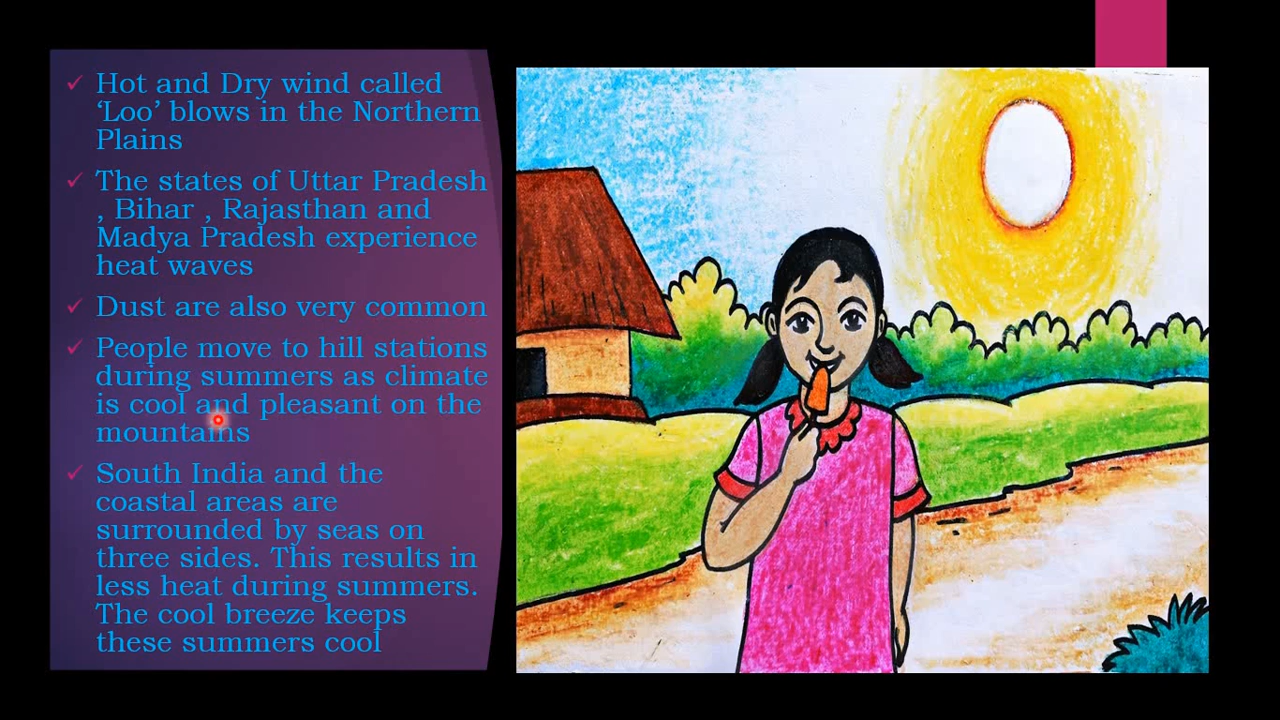 Hot and Dry wind called
‘Loo’ blows in the Northern
Plains
The states of Uttar Pradesh
, Bihar , Rajasthan and
Madya Pradesh experience
heat waves
Dust are also very common
People move to hill stations
during summers as climate
is cool and pleasant on the
mountains
South India and the
coastal areas are
surrounded by seas on
three sides. This results in
less heat during summers.
The cool breeze keeps
these summers cool